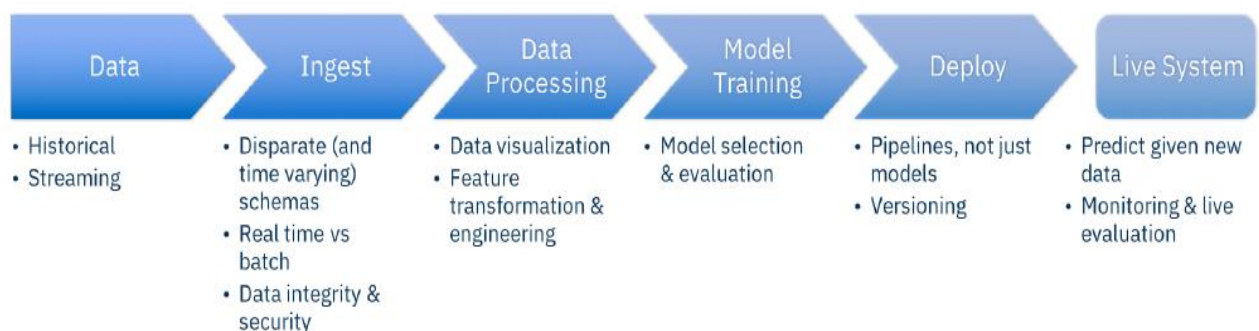 Data
Ingest
Data
Processing
Model
Training
Deploy
Live System
• Historical
• Streaming
• Disparate (and
time varying)
schemas
• Real time vs
batch
• Data integrity &
security
• Data visualization
• Feature
transformation &
engineering
• Model selection
& evaluation
• Pipelines, not just
models
• Versioning
• Predict given new
data
• Monitoring & live
evaluation